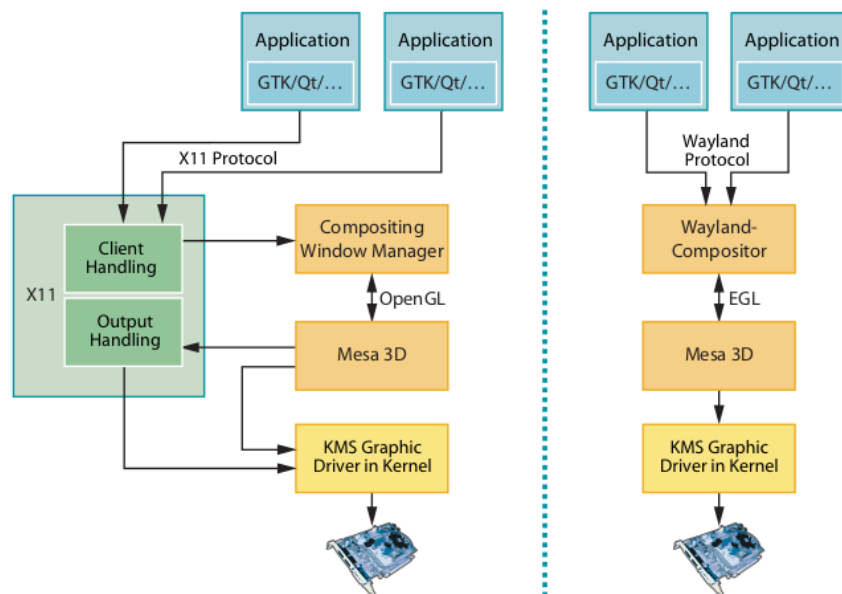 Application
GTK/Qt/...
Application
GTK/Qt/...
X11 Protocol
X11
Client
Handling
Output
Handling
Compositing
Window Manager
OpenGL
Mesa 3D
KMS Graphic
Driver in Kernel
Application
GTK/Qt/...
Application
GTK/Qt/...
Wayland
Protocol
Wayland-
Compositor
EGL
Mesa 3D
KMS Graphic
Driver in Kernel